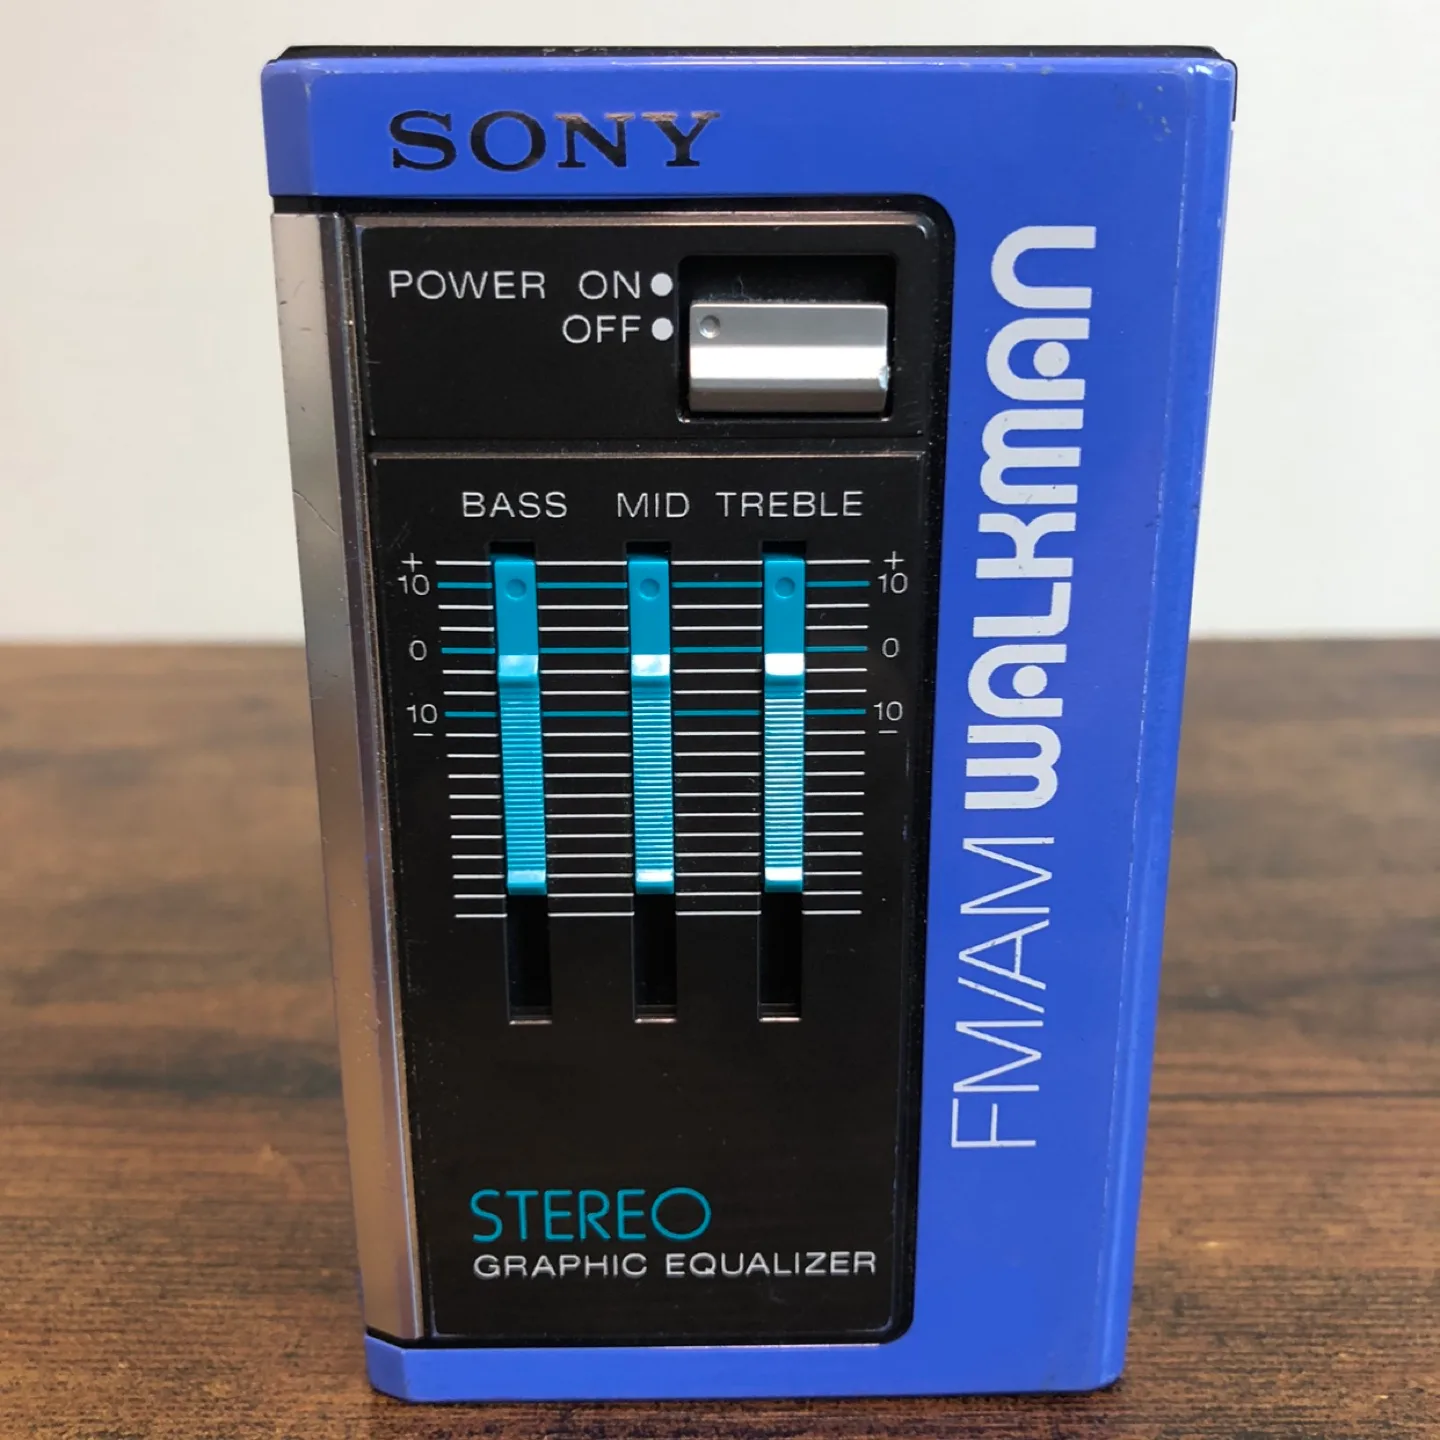 SONY
POWER ON
OFF
BASS MID TREBLE
+ +
10 10
0 0
10 10
− −
STEREO
GRAPHIC EQUALIZER
FM/AM WALKMAN